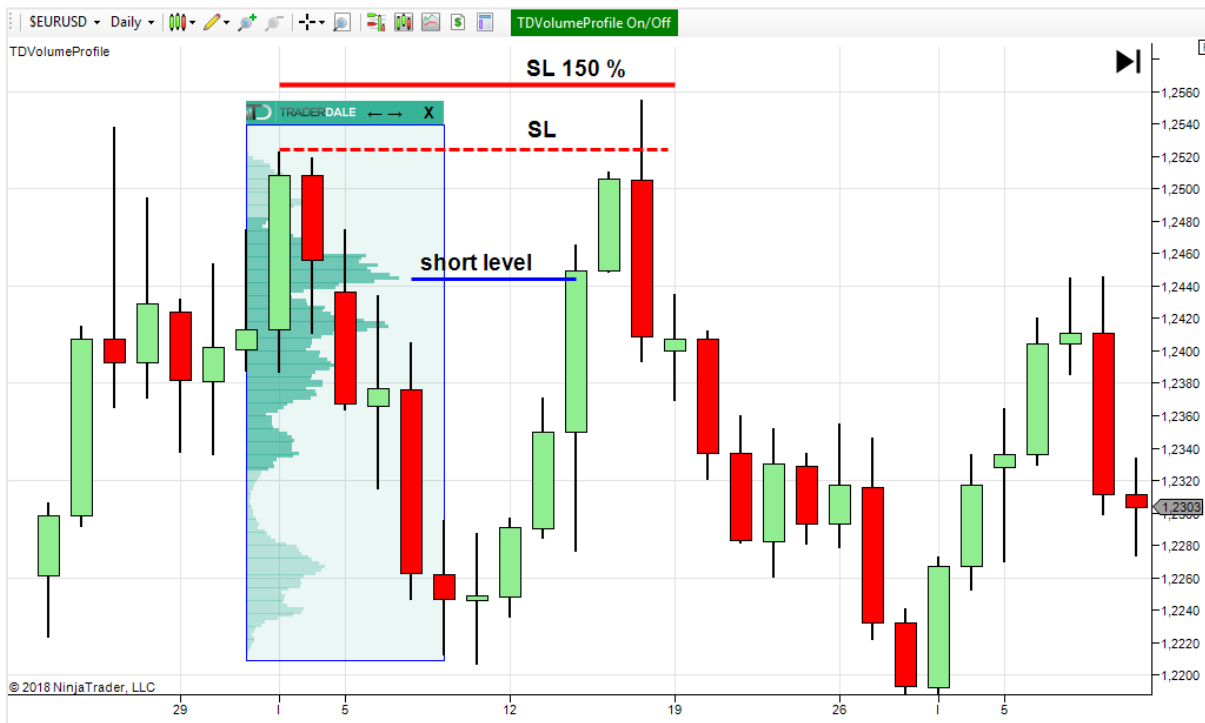 $EURUSD Daily TDVolumeProfile On/Off
TDVolumeProfile
SL 150 %
TRADERDALE X
SL
short level
1,2560
1,2540
1,2520
1,2500
1,2480
1,2460
1,2440
1,2420
1,2400
1,2380
1,2360
1,2340
1,2320
1,2303
1,2280
1,2260
1,2240
1,2220
1,2200
© 2018 NinjaTrader, LLC
29 5 12 19 26 5